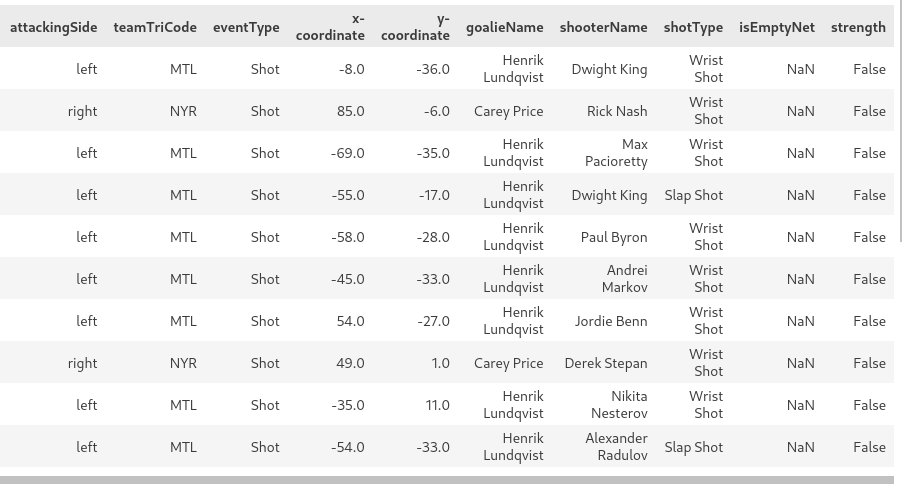 attackingSide teamTriCode eventType x-coordinate y-coordinate goalieName shooterName shotType isEmptyNet strength
left MTL Shot -8.0 -36.0 Henrik Lundqvist Dwight King Wrist Shot NaN False
right NYR Shot 85.0 -6.0 Carey Price Rick Nash Wrist Shot NaN False
left MTL Shot -69.0 -35.0 Henrik Lundqvist Max Pacioretty Wrist Shot NaN False
left MTL Shot -55.0 -17.0 Henrik Lundqvist Dwight King Slap Shot NaN False
left MTL Shot -58.0 -28.0 Henrik Lundqvist Paul Byron Wrist Shot NaN False
left MTL Shot -45.0 -33.0 Henrik Lundqvist Andrei Markov Wrist Shot NaN False
left MTL Shot 54.0 -27.0 Henrik Lundqvist Jordie Benn Wrist Shot NaN False
right NYR Shot 49.0 1.0 Carey Price Derek Stepan Wrist Shot NaN False
left MTL Shot -35.0 11.0 Henrik Lundqvist Nikita Nesterov Wrist Shot NaN False
left MTL Shot -54.0 -33.0 Henrik Lundqvist Alexander Radulov Slap Shot NaN False